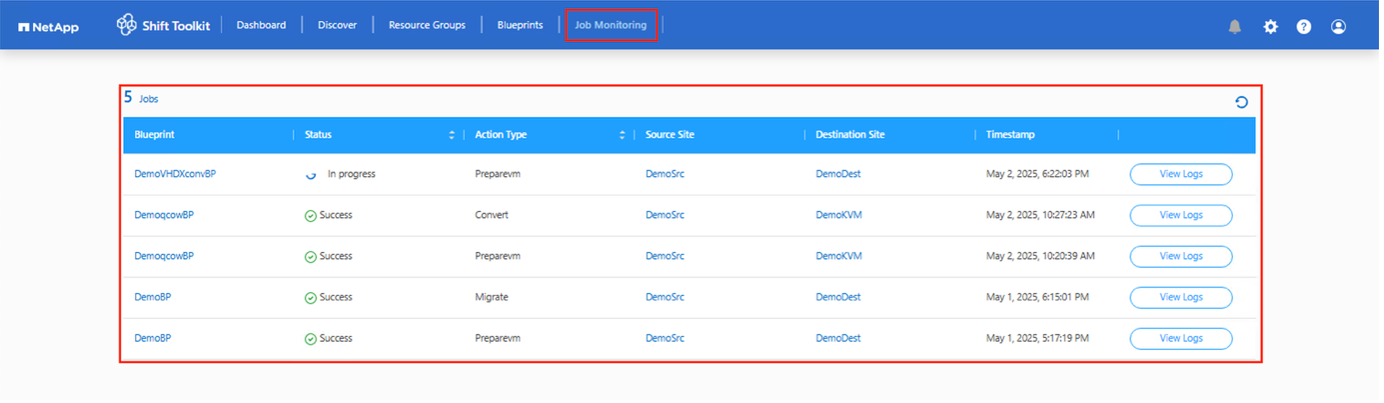 NetApp Shift Toolkit Dashboard Discover Resource Groups Blueprints Job Monitoring ?
5 Jobs
Blueprint Status Action Type Source Site Destination Site Timestamp
DemoVHDXconvBP In progress Preparevm DemoSrc DemoDest May 2, 2025, 6:22:03 PM View Logs
DemoqcowBP Success Convert DemoSrc DemoKVM May 2, 2025, 10:27:23 AM View Logs
DemoqcowBP Success Preparevm DemoSrc DemoKVM May 2, 2025, 10:20:39 AM View Logs
DemoBP Success Migrate DemoSrc DemoDest May 1, 2025, 6:15:01 PM View Logs
DemoBP Success Preparevm DemoSrc DemoDest May 1, 2025, 5:17:19 PM View Logs